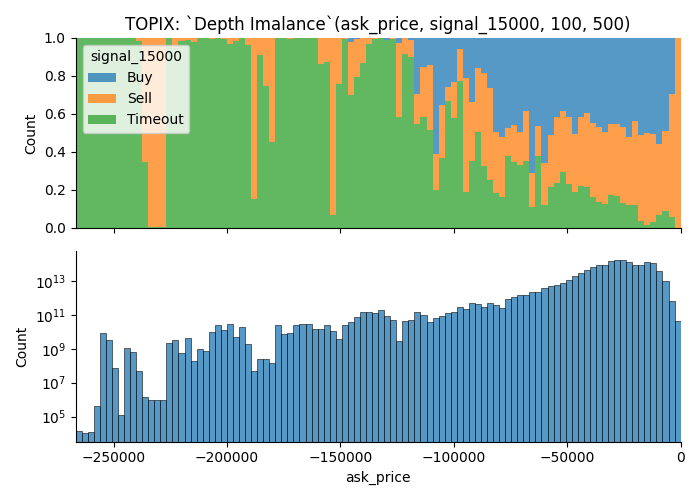 TOPIX: `Depth Imalance`(ask_price, signal_15000, 100, 500)
Count
1.0
0.8
0.6
0.4
0.2
0.0
signal_15000
Buy
Sell
Timeout
Count
10^13
10^11
10^9
10^7
10^5
−250000 −200000 −150000 −100000 −50000 0
ask_price